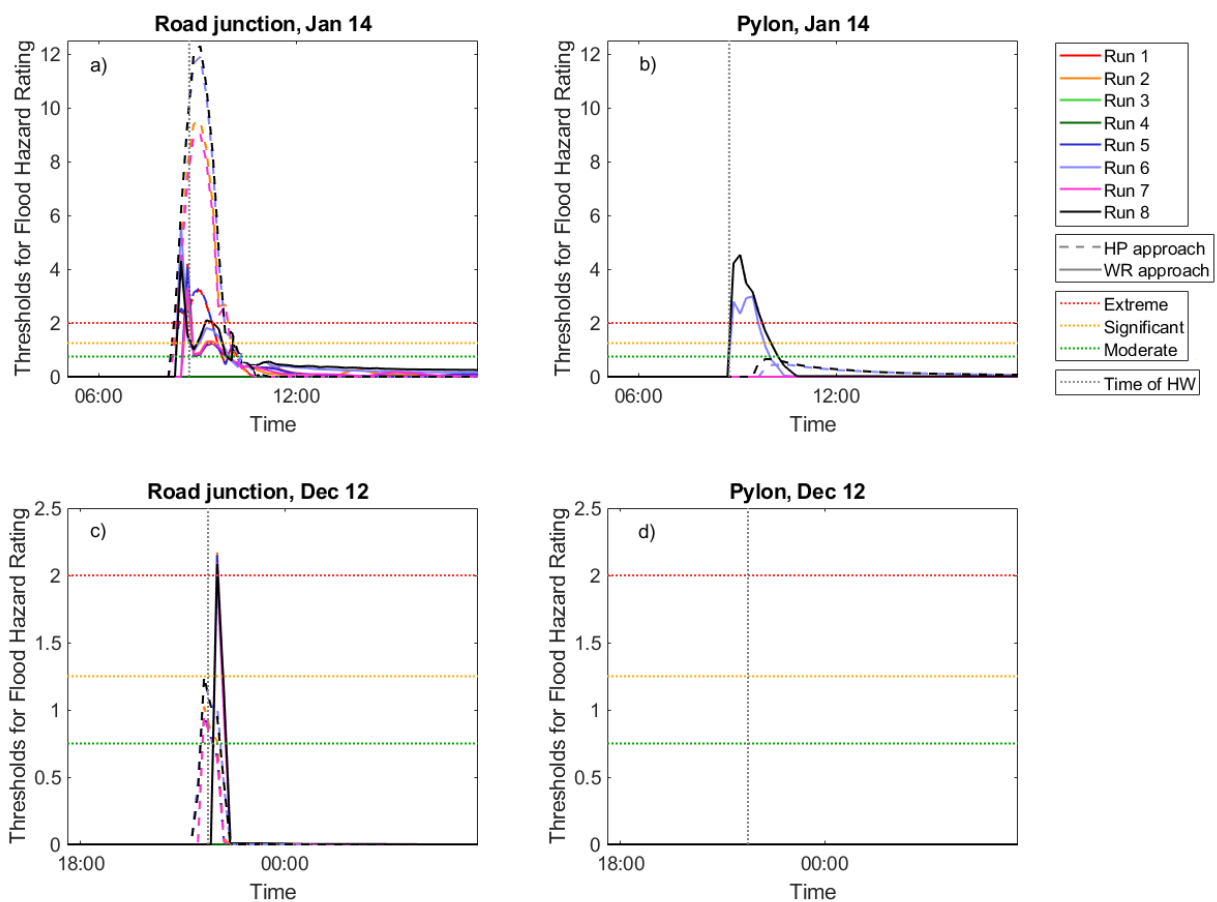 Road junction, Jan 14
Thresholds for Flood Hazard Rating
a)
12
10
8
6
4
2
0
06:00
12:00
Time
Pylon, Jan 14
Thresholds for Flood Hazard Rating
b)
12
10
8
6
4
2
0
06:00
12:00
Time
Run 1
Run 2
Run 3
Run 4
Run 5
Run 6
Run 7
Run 8
HP approach
WR approach
Extreme
Significant
Moderate
Time of HW
Road junction, Dec 12
Thresholds for Flood Hazard Rating
c)
2.5
2
1.5
1
0.5
0
18:00
00:00
Time
Pylon, Dec 12
Thresholds for Flood Hazard Rating
d)
2.5
2
1.5
1
0.5
0
18:00
00:00
Time